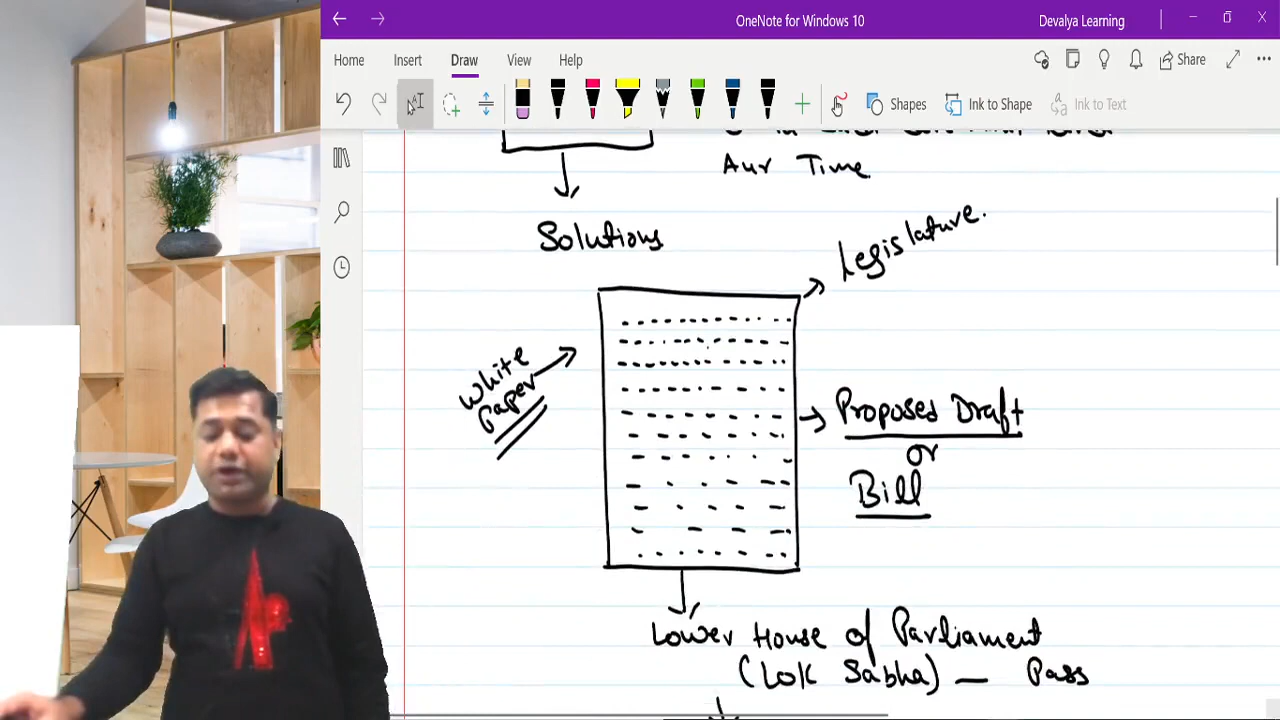 OneNote for Windows 10
Devalya Learning
Home
Insert
Draw
View
Help
Share
Shapes
Ink to Shape
Ink to Text
Aur Time
Solutions
Legislature.
White
Paper
Proposed Draft
or
Bill
Lower House of Parliament
(Lok Sabha) — Pass